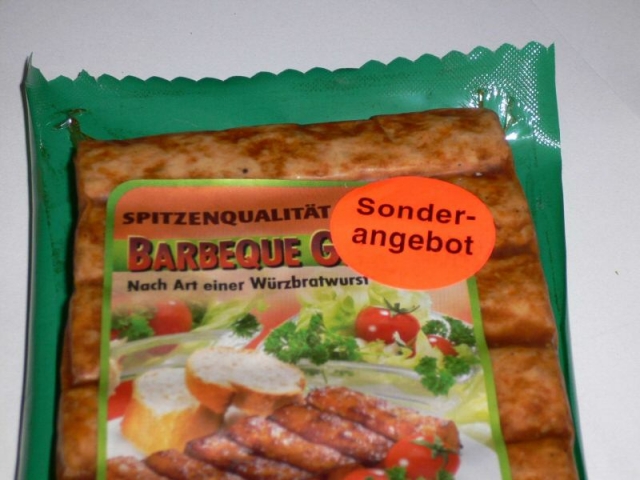 SPITZENQUALITÄT
BARBEQUE G
Nach Art einer Würzbratwurst
Sonder-
angebot